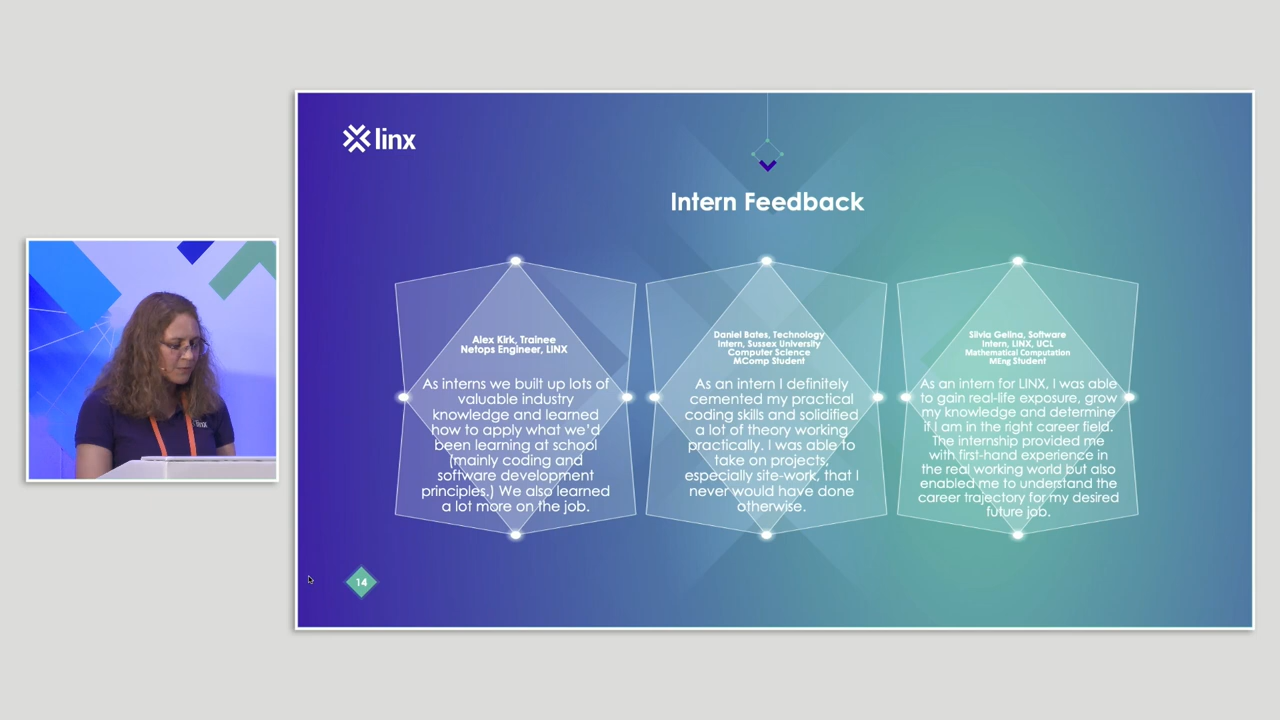 linx
Intern Feedback
Alex Kirk, Trainee
Netops Engineer, LINX
As interns we built up lots of
valuable industry
knowledge and learned
how to apply what we'd
been learning at school
(mainly coding and
software development
principles.) We also learned
a lot more on the job.
Daniel Bates, Technology
Intern, Sussex University
Computer Science
MComp Student
As an intern I definitely
cemented my practical
coding skills and solidified
a lot of theory working
practically. I was able to
take on projects,
especially site-work, that I
never would have done
otherwise.
Silvia Gelina, Software
Intern, LINX, UCL
Mathematical Computation
MEng Student
As an intern for LINX, I was able
to gain real-life exposure, grow
my knowledge and determine
if I am in the right career field.
The internship provided me
with first-hand experience in
the real working world but also
enabled me to understand the
career trajectory for my desired
future job.
14
linx